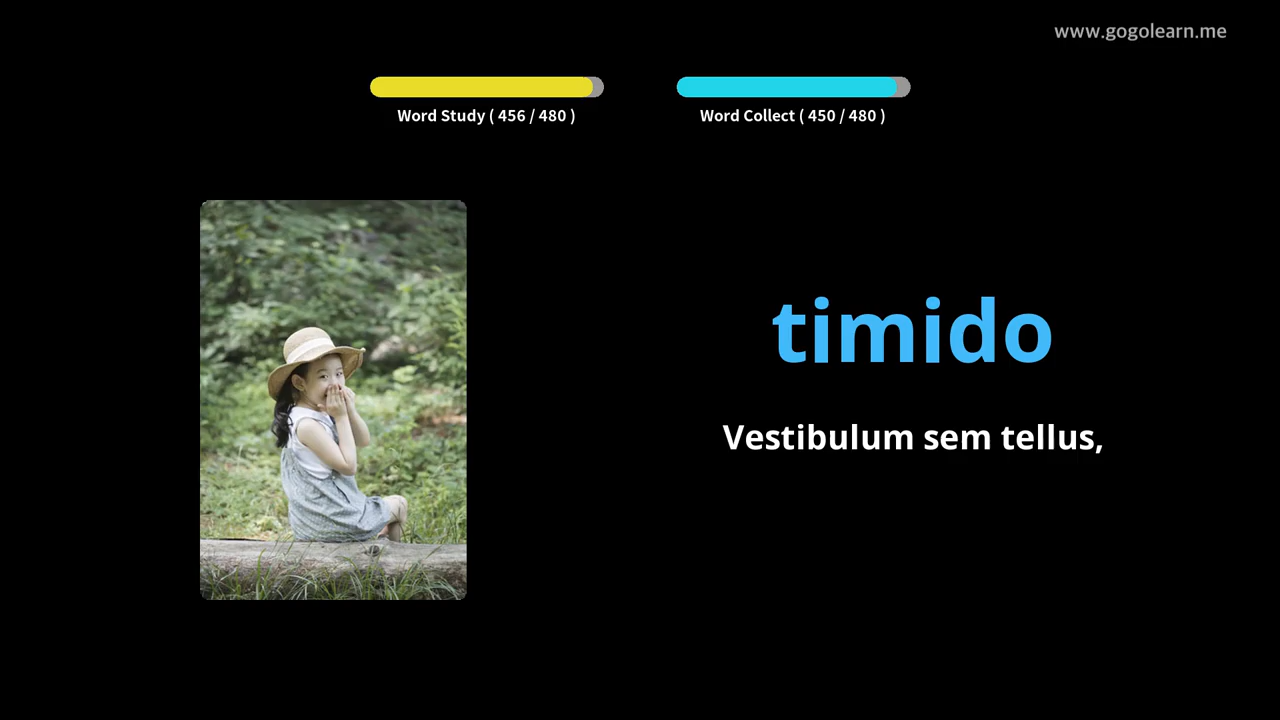 www.gogolearn.me
Word Study ( 456 / 480 )
Word Collect ( 450 / 480 )
timido
Vestibulum sem tellus,